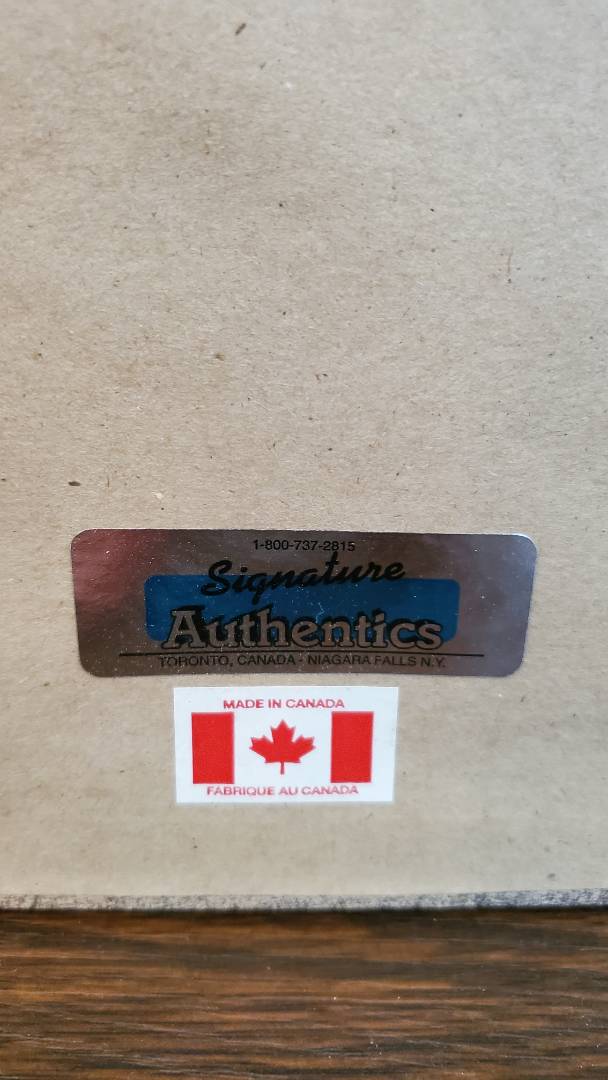 1-800-737-2815
Signature
Authentics
TORONTO, CANADA - NIAGARA FALLS N.Y.
MADE IN CANADA
FABRIQUE AU CANADA